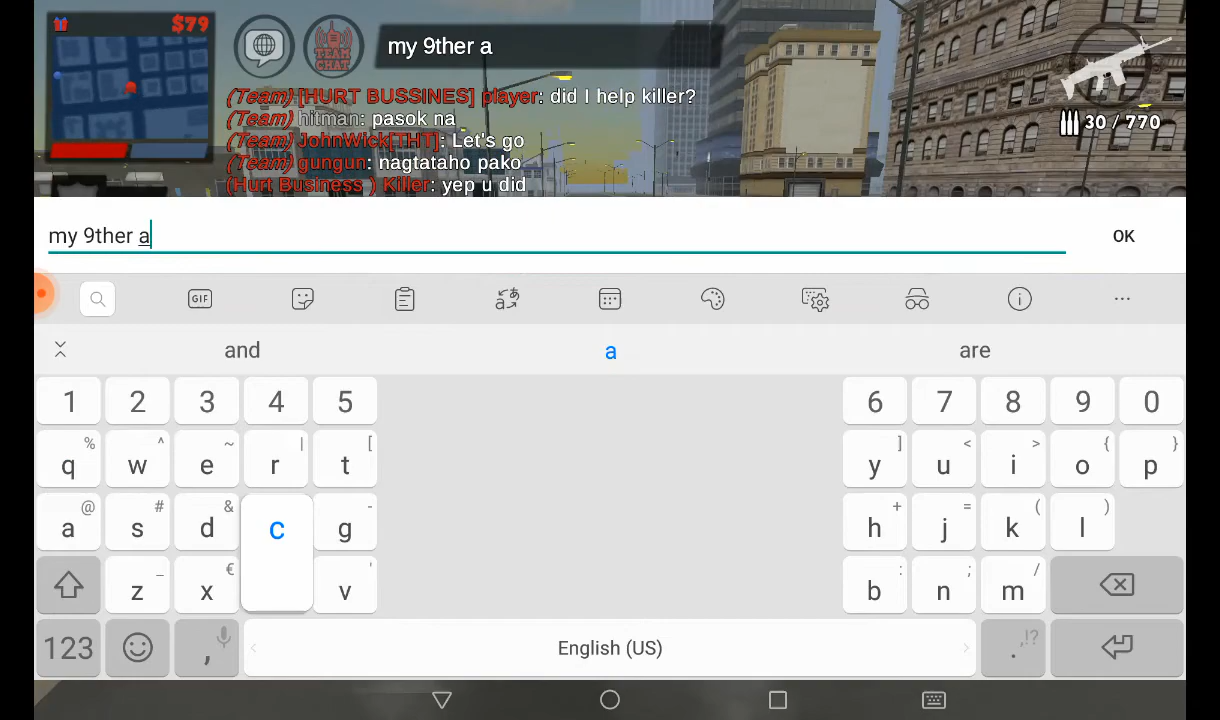 $79
TEAM CHAT
my 9ther a
(Team) [HURT BUSSINES] player: did I help killer?
(Team) hitman: pasok na
(Team) JohnWick[THT]: Let's go
(Team) gungun: nagtataho pako
(Hurt Business ) Killer: yep u did
30 / 770
my 9ther a
OK
GIF
and a are
1 2 3 4 5 6 7 8 9 0
% ^ ~ | [ ] < > { }
q w e r t y u i o p
@ # & - + = ( )
a s d c g h j k l
_ € ' : ; /
z x v b n m
123 , English (US) . ,!?